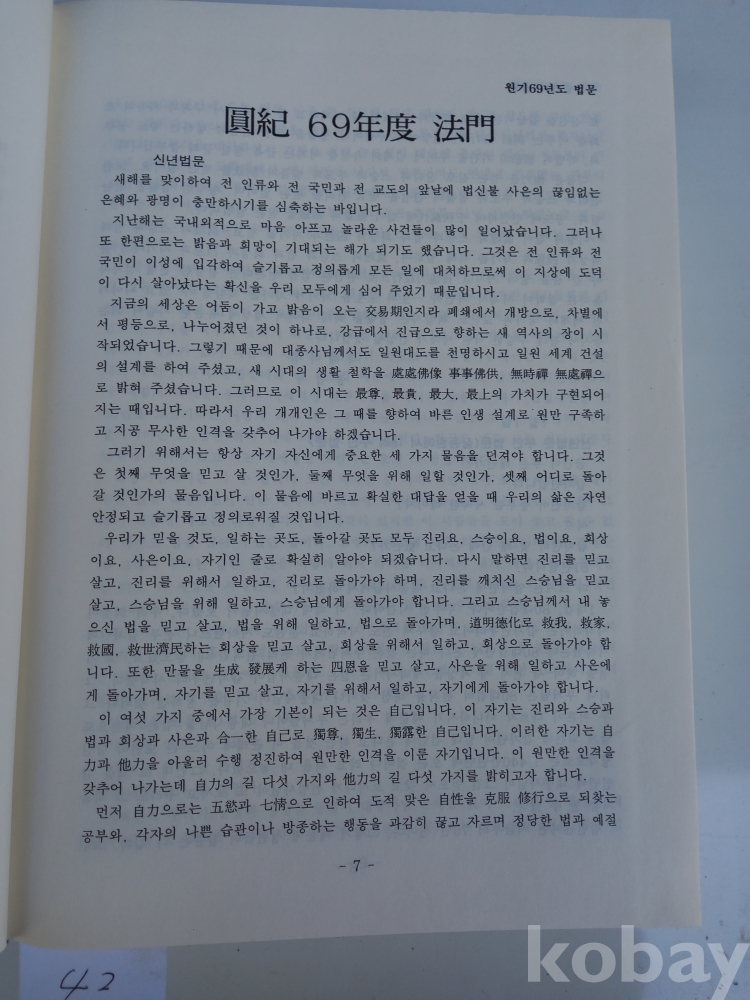 원기69년도 법문
圓紀 69年度 法門
신년법문
새해를 맞이하여 전 인류와 전 국민과 전 교도의 앞날에 법신불 사은의 끊임없는
은혜와 광명이 충만하시기를 심축하는 바입니다.
지난해는 국내외적으로 마음 아프고 놀라운 사건들이 많이 일어났습니다. 그러나
또 한편으로는 밝음과 희망이 기대되는 해가 되기도 했습니다. 그것은 전 인류와 전
국민이 이성에 입각하여 슬기롭고 정의롭게 모든 일에 대처하므로써 이 지상에 도덕
이 다시 살아났다는 확신을 우리 모두에게 심어 주었기 때문입니다.
지금의 세상은 어둠이 가고 밝음이 오는 交易期인지라 폐쇄에서 개방으로, 차별에
서 평등으로, 나누어졌던 것이 하나로, 강급에서 진급으로 향하는 새 역사의 장이 시
작되었습니다. 그렇기 때문에 대종사님께서도 일원대도를 천명하시고 일원 세계 건설
의 설계를 하여 주셨고, 새 시대의 생활 철학을 處處佛像 事事佛供, 無時禪 無處禪으
로 밝혀 주셨습니다. 그러므로 이 시대는 最尊, 最貴, 最大, 最上의 가치가 구현되어
지는 때입니다. 따라서 우리 개개인은 그 때를 향하여 바른 인생 설계로 원만 구족하
고 지공 무사한 인격을 갖추어 나가야 하겠습니다.
그러기 위해서는 항상 자기 자신에게 중요한 세 가지 물음을 던져야 합니다. 그것
은 첫째 무엇을 믿고 살 것인가, 둘째 무엇을 위해 일할 것인가, 셋째 어디로 돌아
갈 것인가의 물음입니다. 이 물음에 바르고 확실한 대답을 얻을 때 우리의 삶은 자연
안정되고 슬기롭고 정의로워질 것입니다.
우리가 믿을 것도, 일하는 곳도, 돌아갈 곳도 모두 진리요, 스승이요, 법이요, 회상
이요, 사은이요, 자기인 줄로 확실히 알아야 되겠습니다. 다시 말하면 진리를 믿고
살고, 진리를 위해서 일하고, 진리로 돌아가야 하며, 진리를 깨치신 스승님을 믿고
살고, 스승님을 위해 일하고, 스승님에게 돌아가야 합니다. 그리고 스승님께서 내 놓
으신 법을 믿고 살고, 법을 위해 일하고, 법으로 돌아가며, 道明德化로 救我, 救家,
救國, 救世濟民하는 회상을 믿고 살고, 회상을 위해서 일하고, 회상으로 돌아가야 합
니다. 또한 만물을 生成 發展케 하는 四恩을 믿고 살고, 사은을 위해 일하고 사은에
게 돌아가며, 자기를 믿고 살고, 자기를 위해서 일하고, 자기에게 돌아가야 합니다.
이 여섯 가지 중에서 가장 기본이 되는 것은 自己입니다. 이 자기는 진리와 스승과
법과 회상과 사은과 合一한 自己로 獨尊, 獨生, 獨露한 自己입니다. 이러한 자기는 自
力과 他力을 아울러 수행 정진하여 원만한 인격을 이룬 자기입니다. 이 원만한 인격을
갖추어 나가는데 自力의 길 다섯 가지와 他力의 길 다섯 가지를 밝히고자 합니다.
먼저 自力으로는 五慾과 七情으로 인하여 도적 맞은 自性을 克服 修行으로 되찾는
공부와, 각자의 나쁜 습관이나 방종하는 행동을 과감히 끊고 자르며 정당한 법과 예절
- 7 -
42
kobay